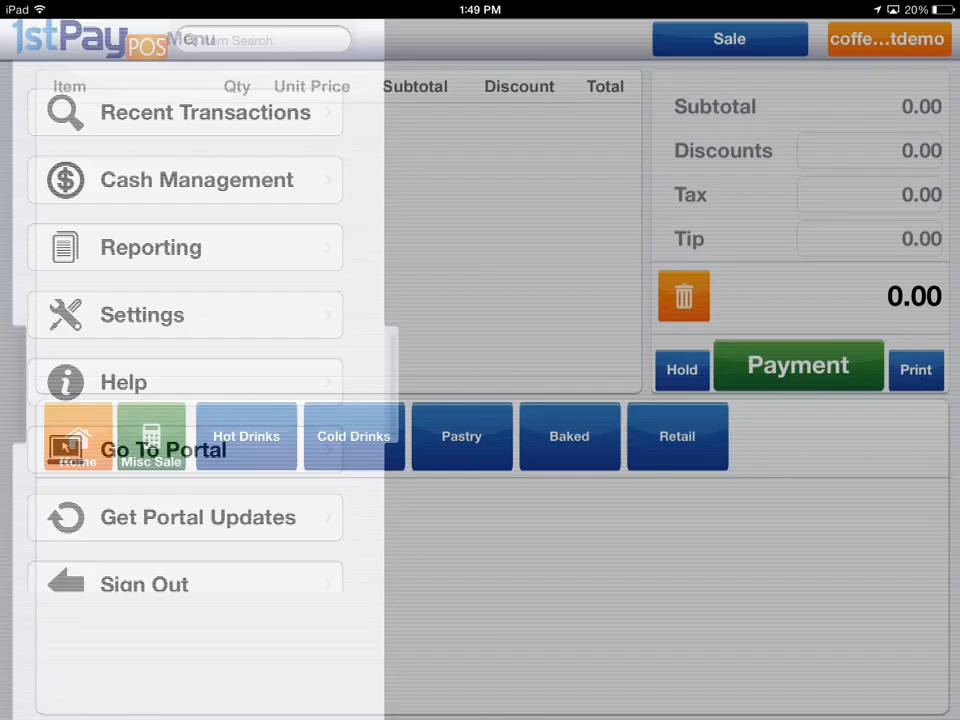 iPad
1:49 PM
20%
1stPay POS
Menu
Item Search
Sale
coffe...tdemo
Item Qty Unit Price Subtotal Discount Total
Recent Transactions
Cash Management
Reporting
Settings
Help
Go To Portal
Get Portal Updates
Sign Out
Subtotal 0.00
Discounts 0.00
Tax 0.00
Tip 0.00
0.00
Hold
Payment
Print
Home
Misc Sale
Hot Drinks
Cold Drinks
Pastry
Baked
Retail